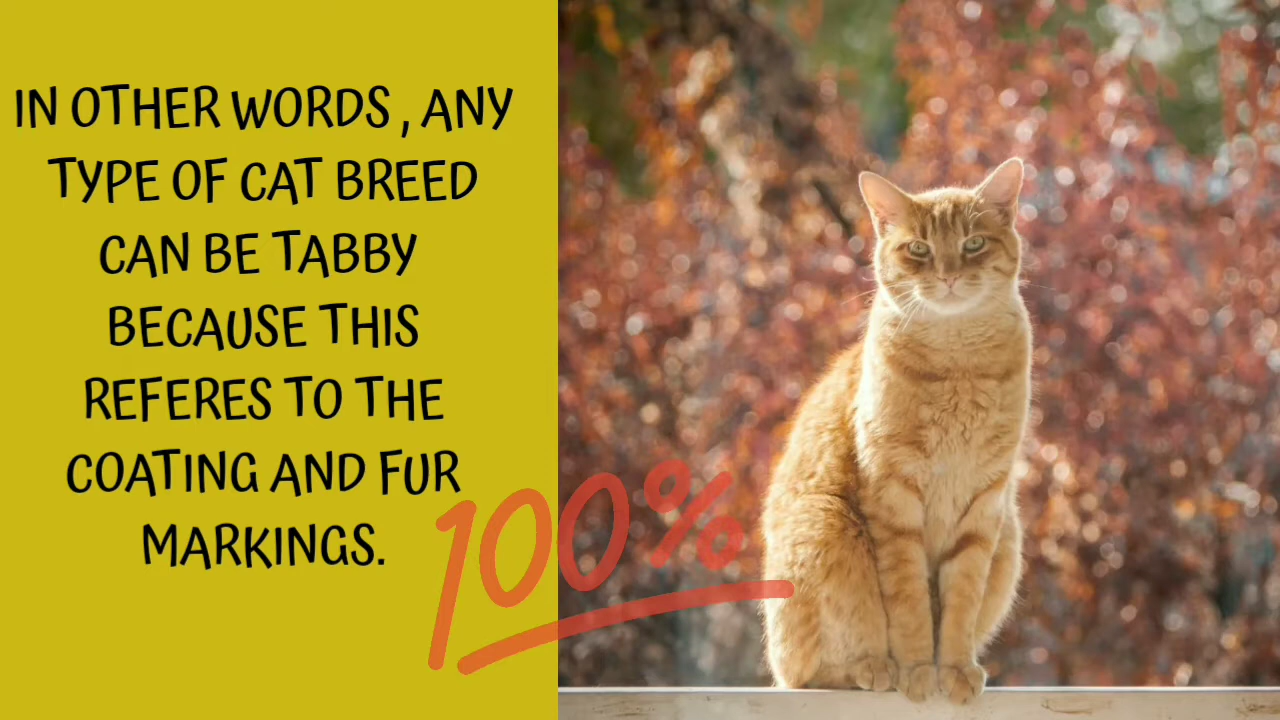 IN OTHER WORDS , ANY
TYPE OF CAT BREED
CAN BE TABBY
BECAUSE THIS
REFERES TO THE
COATING AND FUR
MARKINGS.
100%